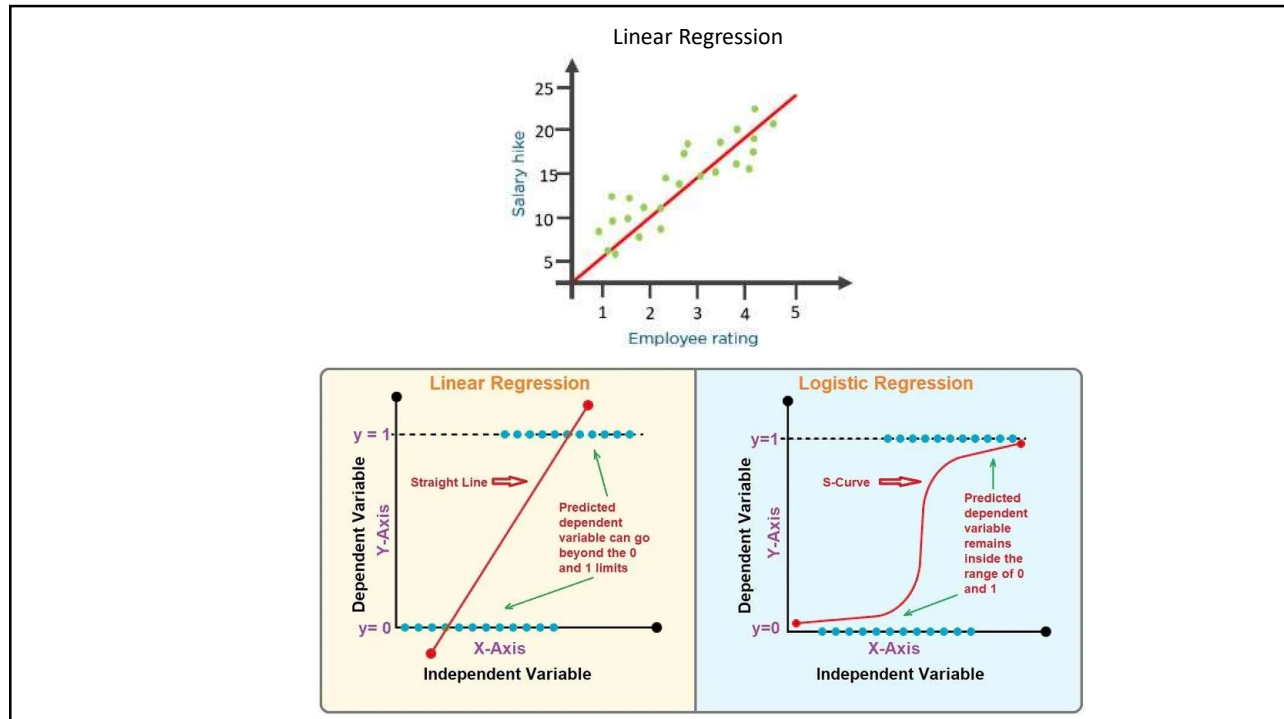 Linear Regression
25
20
15
10
5
Salary hike
1 2 3 4 5
Employee rating
Linear Regression
y = 1
Straight Line
Predicted
dependent
variable can go
beyond the 0
and 1 limits
Dependent Variable
Y-Axis
y= 0
X-Axis
Independent Variable
Logistic Regression
y=1
S-Curve
Predicted
dependent
variable
remains
inside the
range of 0
and 1
Dependent Variable
Y-Axis
y=0
X-Axis
Independent Variable